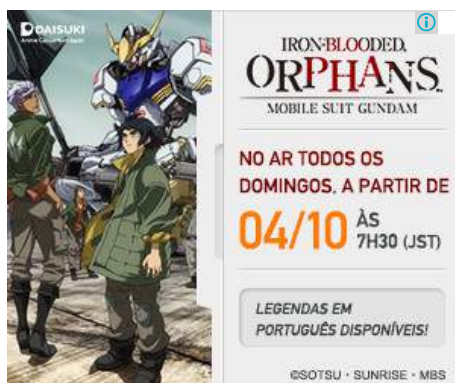 DAISUKI
IRON-BLOODED
ORPHANS
MOBILE SUIT GUNDAM
NO AR TODOS OS
DOMINGOS, A PARTIR DE
04/10 ÀS
7H30 (JST)
LEGENDAS EM
PORTUGUÊS DISPONÍVEIS!
©SOTSU・SUNRISE・MBS